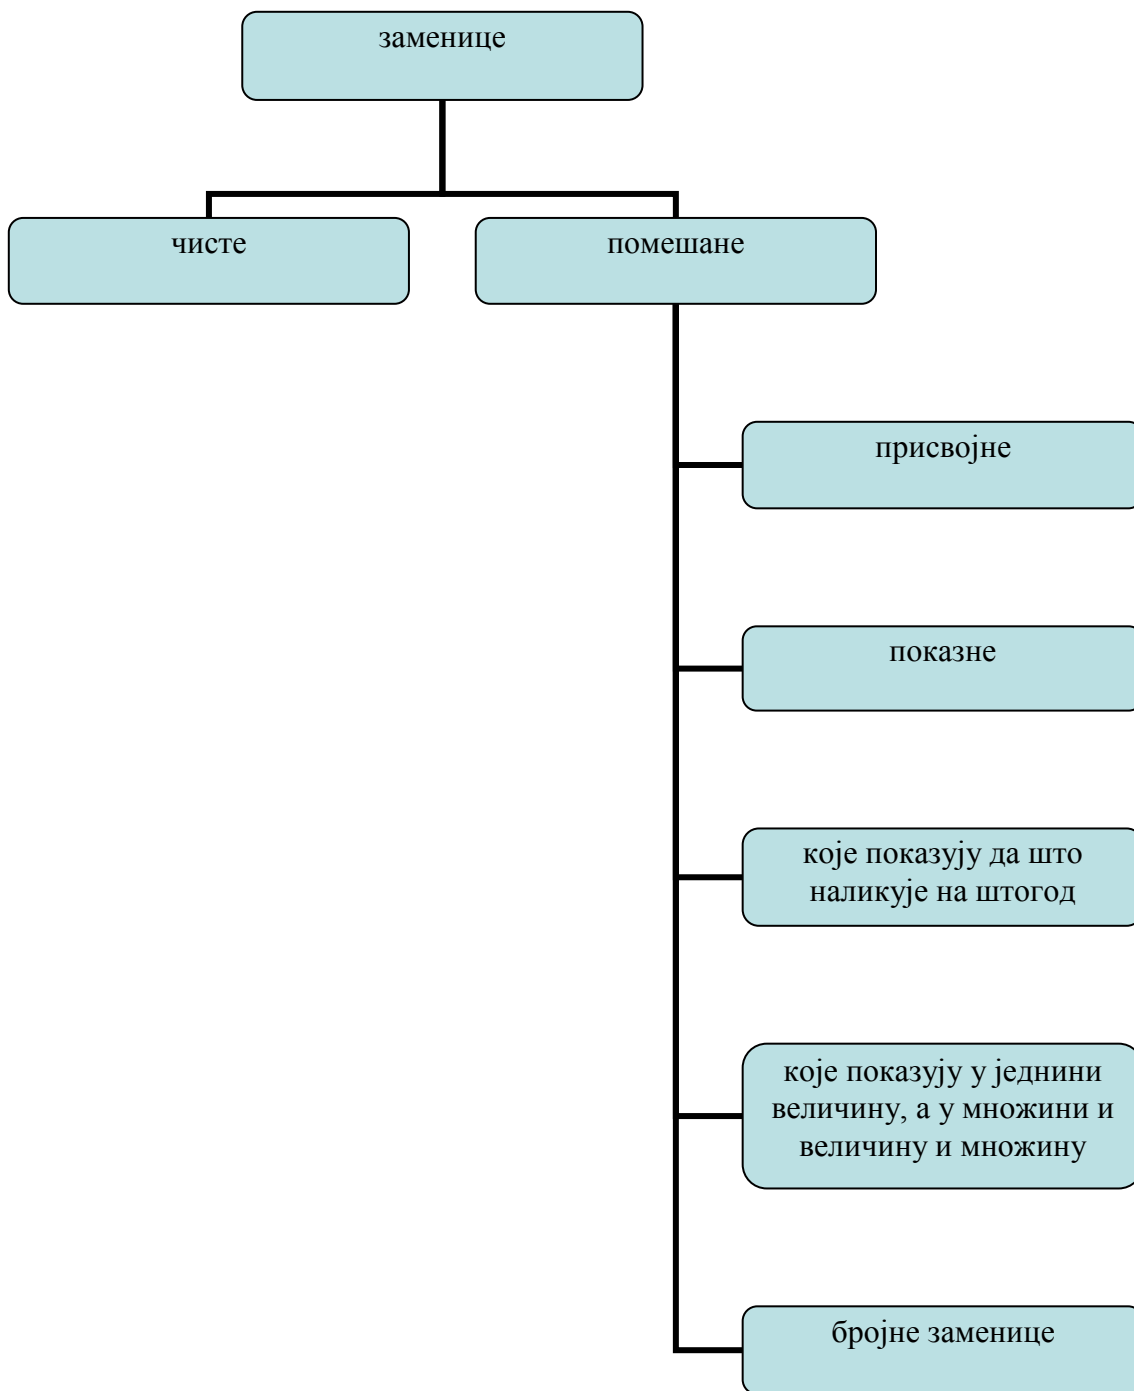 заменице
чисте
помешане
присвојне
показне
које показују да што
наликује на штогод
које показују у једнини
величину, а у множини и
величину и множину
бројне заменице